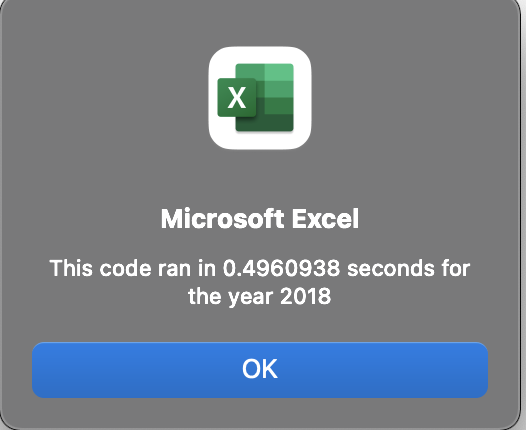 X
Microsoft Excel
This code ran in 0.4960938 seconds for
the year 2018
OK